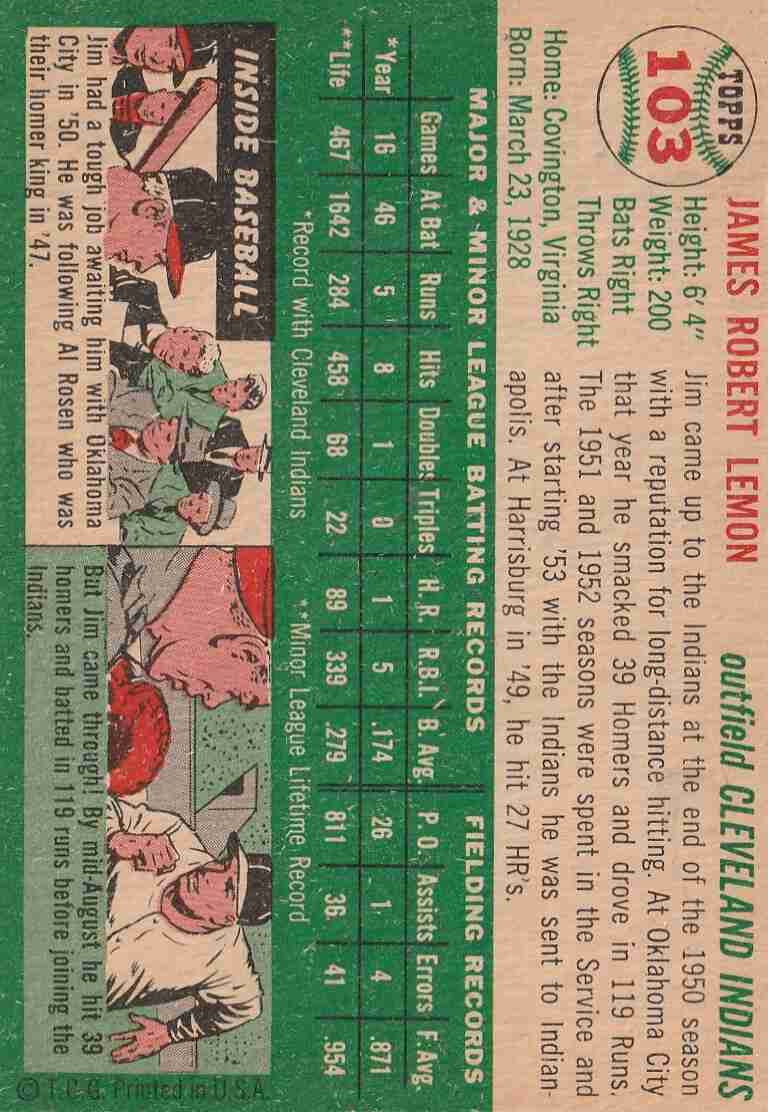 TOPPS
103
JAMES ROBERT LEMON
outfield CLEVELAND INDIANS
Height: 6'4"
Weight: 200
Bats Right
Throws Right
Home: Covington, Virginia
Born: March 23, 1928
Jim came up to the Indians at the end of the 1950 season
with a reputation for long-distance hitting. At Oklahoma City
that year he smacked 39 Homers and drove in 119 Runs.
The 1951 and 1952 seasons were spent in the Service and
after starting '53 with the Indians he was sent to Indian-
apolis. At Harrisburg in '49, he hit 27 HR's.
MAJOR & MINOR LEAGUE BATTING RECORDS FIELDING RECORDS
Games At Bat Runs Hits Doubles Triples H. R. R.B.I. B. Avg. P. O. Assists Errors F. Avg.
*Year 16 46 5 8 1 0 1 5 .174 26 1 4 .871
**Life 467 1642 284 458 68 22 89 339 .279 811 36 41 .954
*Record with Cleveland Indians **Minor League Lifetime Record
INSIDE BASEBALL
Jim had a tough job awaiting him with Oklahoma
City in '50. He was following Al Rosen who was
their homer king in '47.
But Jim came through! By mid-August he hit 39
homers and batted in 119 runs before joining the
Indians.
© T.C.G. Printed in U.S.A.